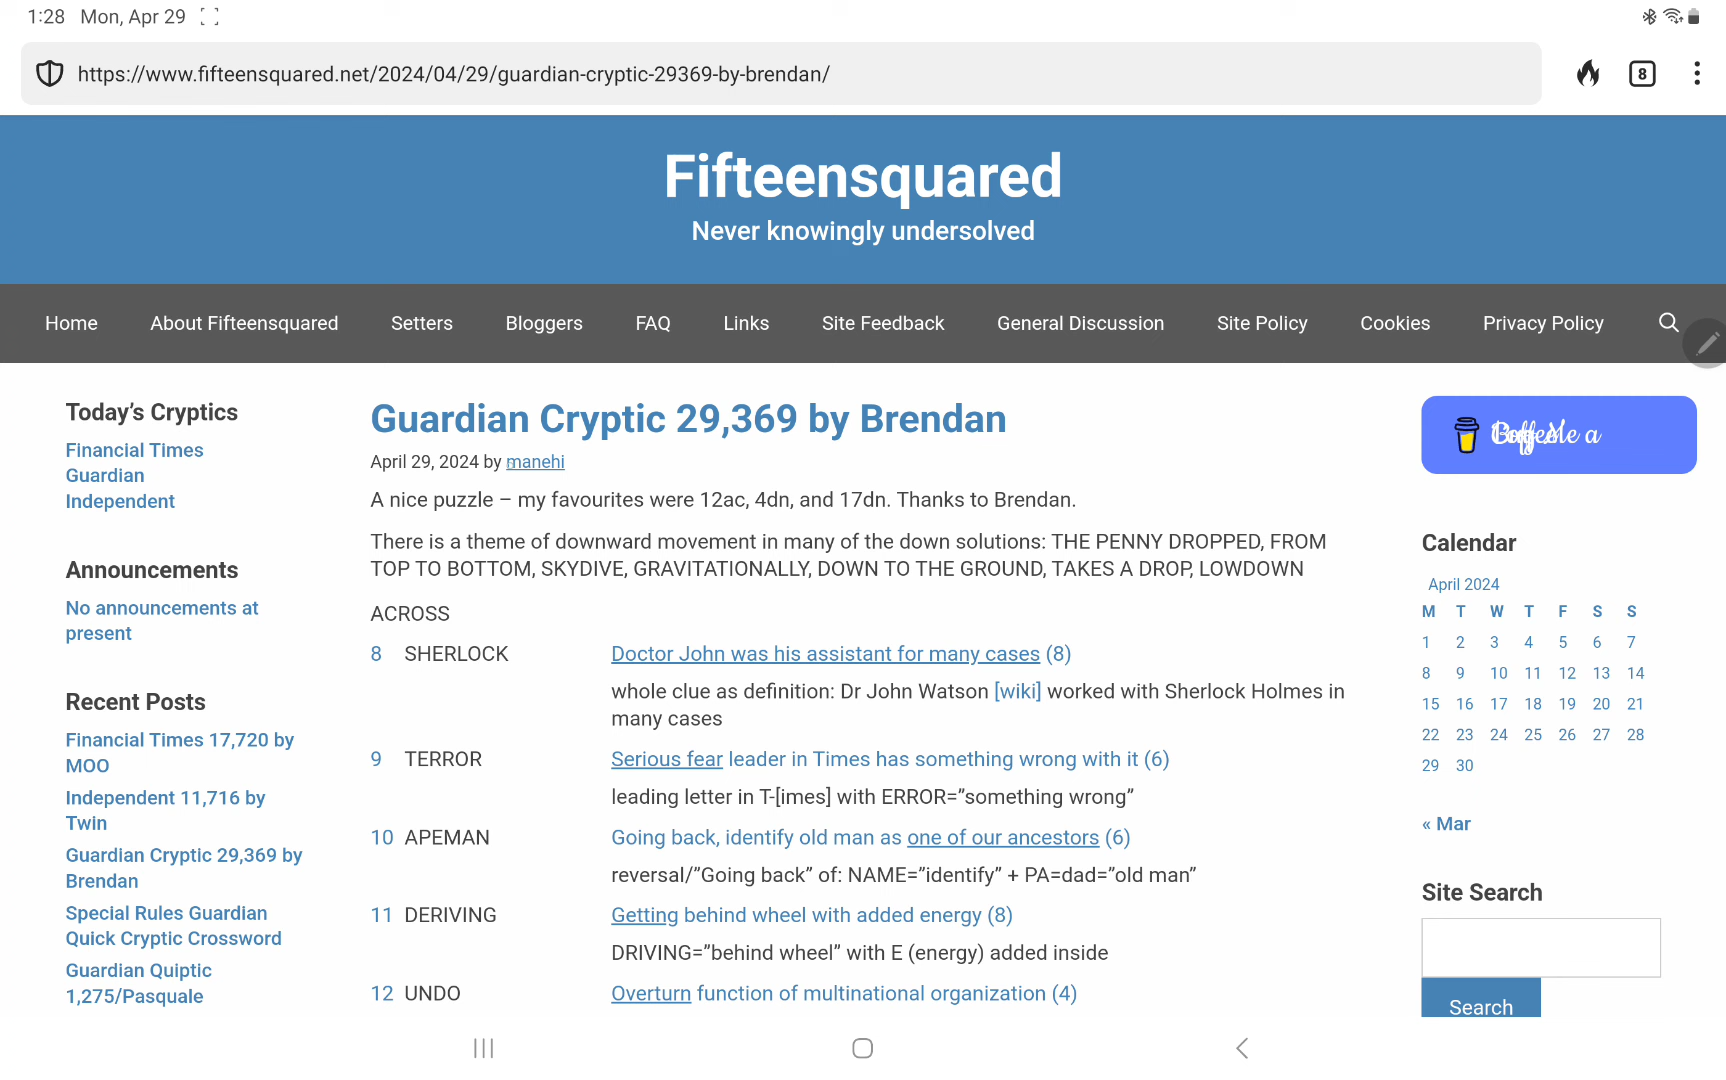 1:28 Mon, Apr 29
https://www.fifteensquared.net/2024/04/29/guardian-cryptic-29369-by-brendan/
8
Fifteensquared
Never knowingly undersolved
Home About Fifteensquared Setters Bloggers FAQ Links Site Feedback General Discussion Site Policy Cookies Privacy Policy
Today’s Cryptics
Financial Times
Guardian
Independent
Announcements
No announcements at
present
Recent Posts
Financial Times 17,720 by
MOO
Independent 11,716 by
Twin
Guardian Cryptic 29,369 by
Brendan
Special Rules Guardian
Quick Cryptic Crossword
Guardian Quiptic
1,275/Pasquale
Guardian Cryptic 29,369 by Brendan
April 29, 2024 by manehi
A nice puzzle – my favourites were 12ac, 4dn, and 17dn. Thanks to Brendan.
There is a theme of downward movement in many of the down solutions: THE PENNY DROPPED, FROM
TOP TO BOTTOM, SKYDIVE, GRAVITATIONALLY, DOWN TO THE GROUND, TAKES A DROP, LOWDOWN
ACROSS
8 SHERLOCK Doctor John was his assistant for many cases (8)
whole clue as definition: Dr John Watson [wiki] worked with Sherlock Holmes in
many cases
9 TERROR Serious fear leader in Times has something wrong with it (6)
leading letter in T-[imes] with ERROR=”something wrong”
10 APEMAN Going back, identify old man as one of our ancestors (6)
reversal/”Going back” of: NAME=”identify” + PA=dad=”old man”
11 DERIVING Getting behind wheel with added energy (8)
DRIVING=”behind wheel” with E (energy) added inside
12 UNDO Overturn function of multinational organization (4)
Calendar
April 2024
M T W T F S S
1 2 3 4 5 6 7
8 9 10 11 12 13 14
15 16 17 18 19 20 21
22 23 24 25 26 27 28
29 30
« Mar
Site Search
Search